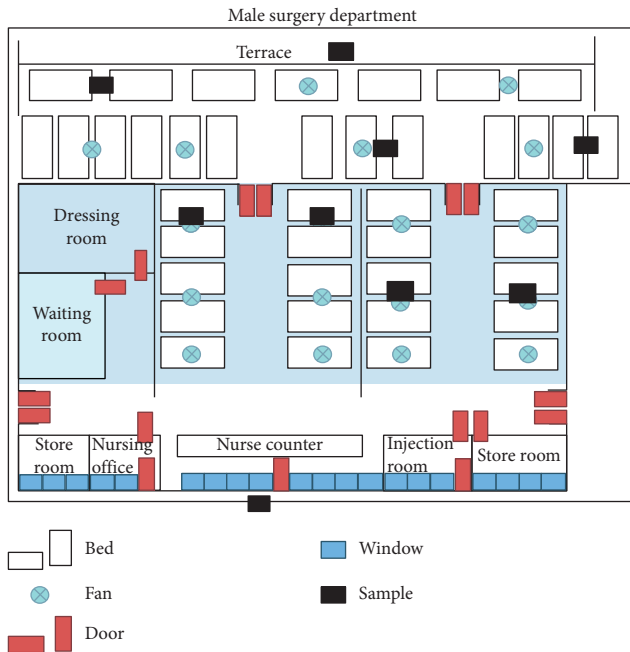 Male surgery department
Terrace
Dressing
room
Waiting
room
Store
room
Nursing
office
Nurse counter
Injection
room
Store room
Bed
Window
Fan
Sample
Door